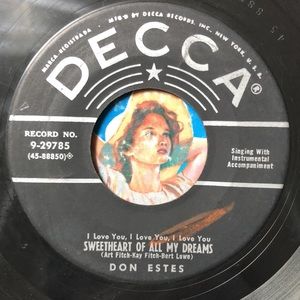 MARCA REGISTRADA • MF'D BY DECCA RECORDS, INC., NEW YORK, U.S.A.
DECCA®
RECORD NO.
9-29785
(45-88850)
Singing With
Instrumental
Accompaniment
I Love You, I Love You, I Love You
SWEETHEART OF ALL MY DREAMS
(Art Fitch-Kay Fitch-Bert Lowe)
DON ESTES